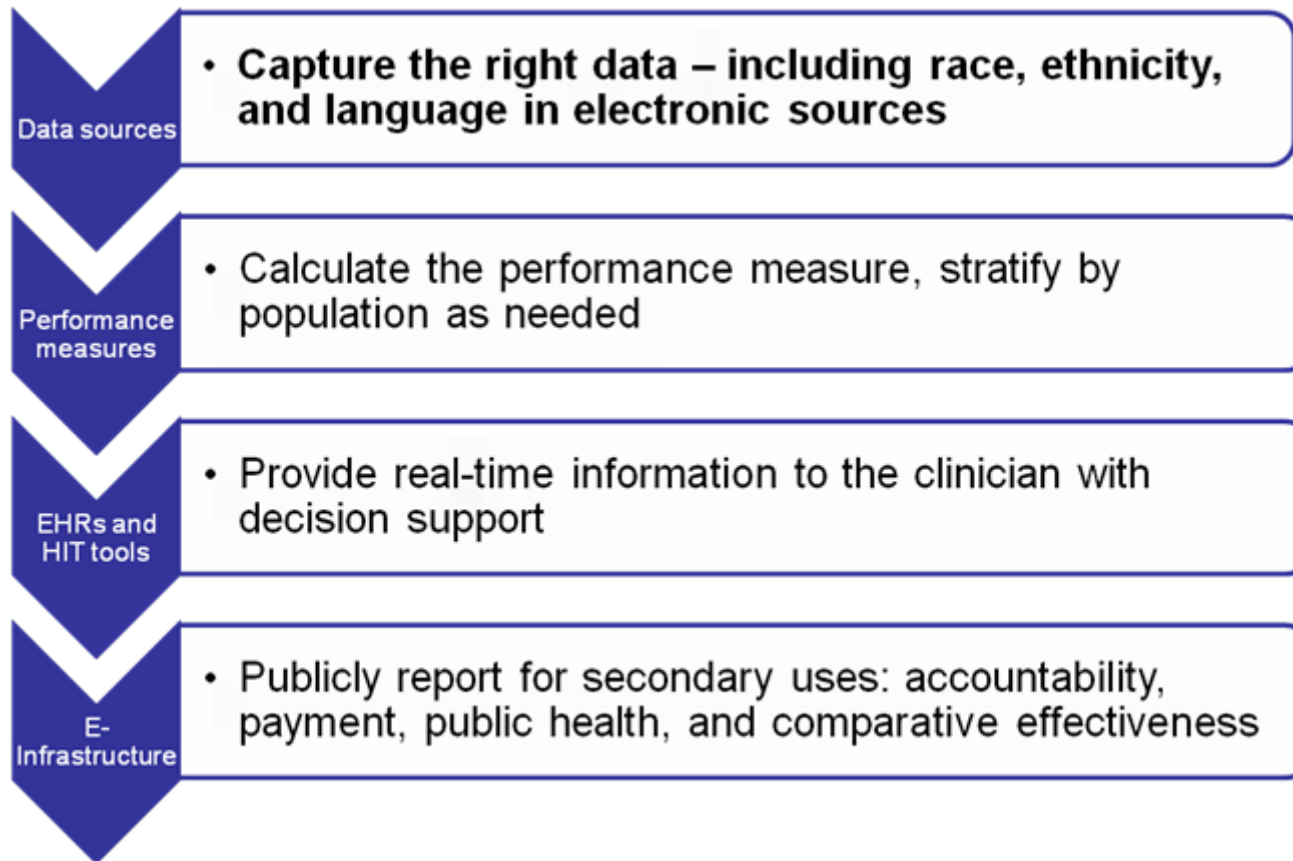 Data sources
• Capture the right data – including race, ethnicity,
and language in electronic sources
Performance
measures
• Calculate the performance measure, stratify by
population as needed
EHRs and
HIT tools
• Provide real-time information to the clinician with
decision support
E-
Infrastructure
• Publicly report for secondary uses: accountability,
payment, public health, and comparative effectiveness